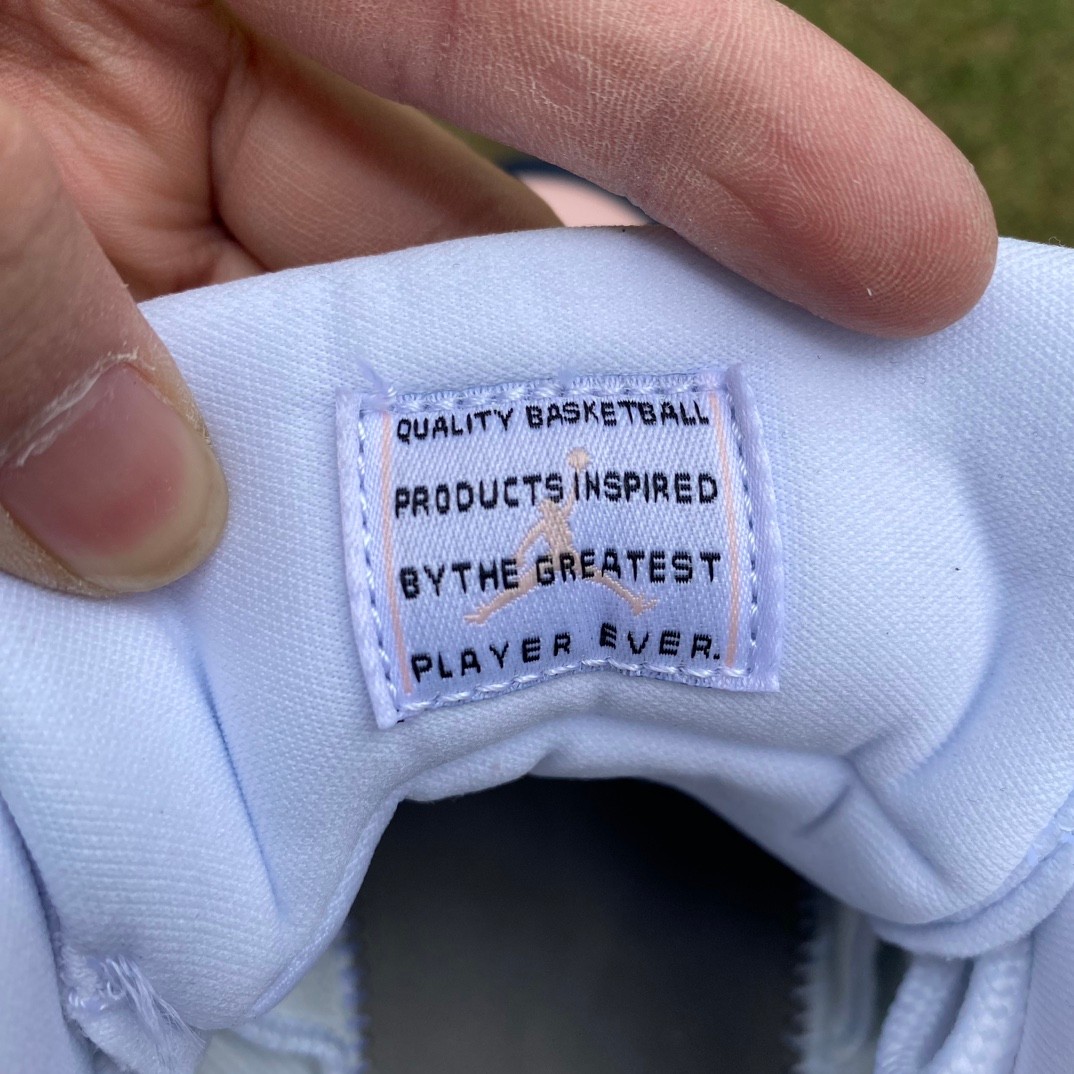 QUALITY BASKETBALL
PRODUCTS INSPIRED
BY THE GREATEST
PLAYER EVER.